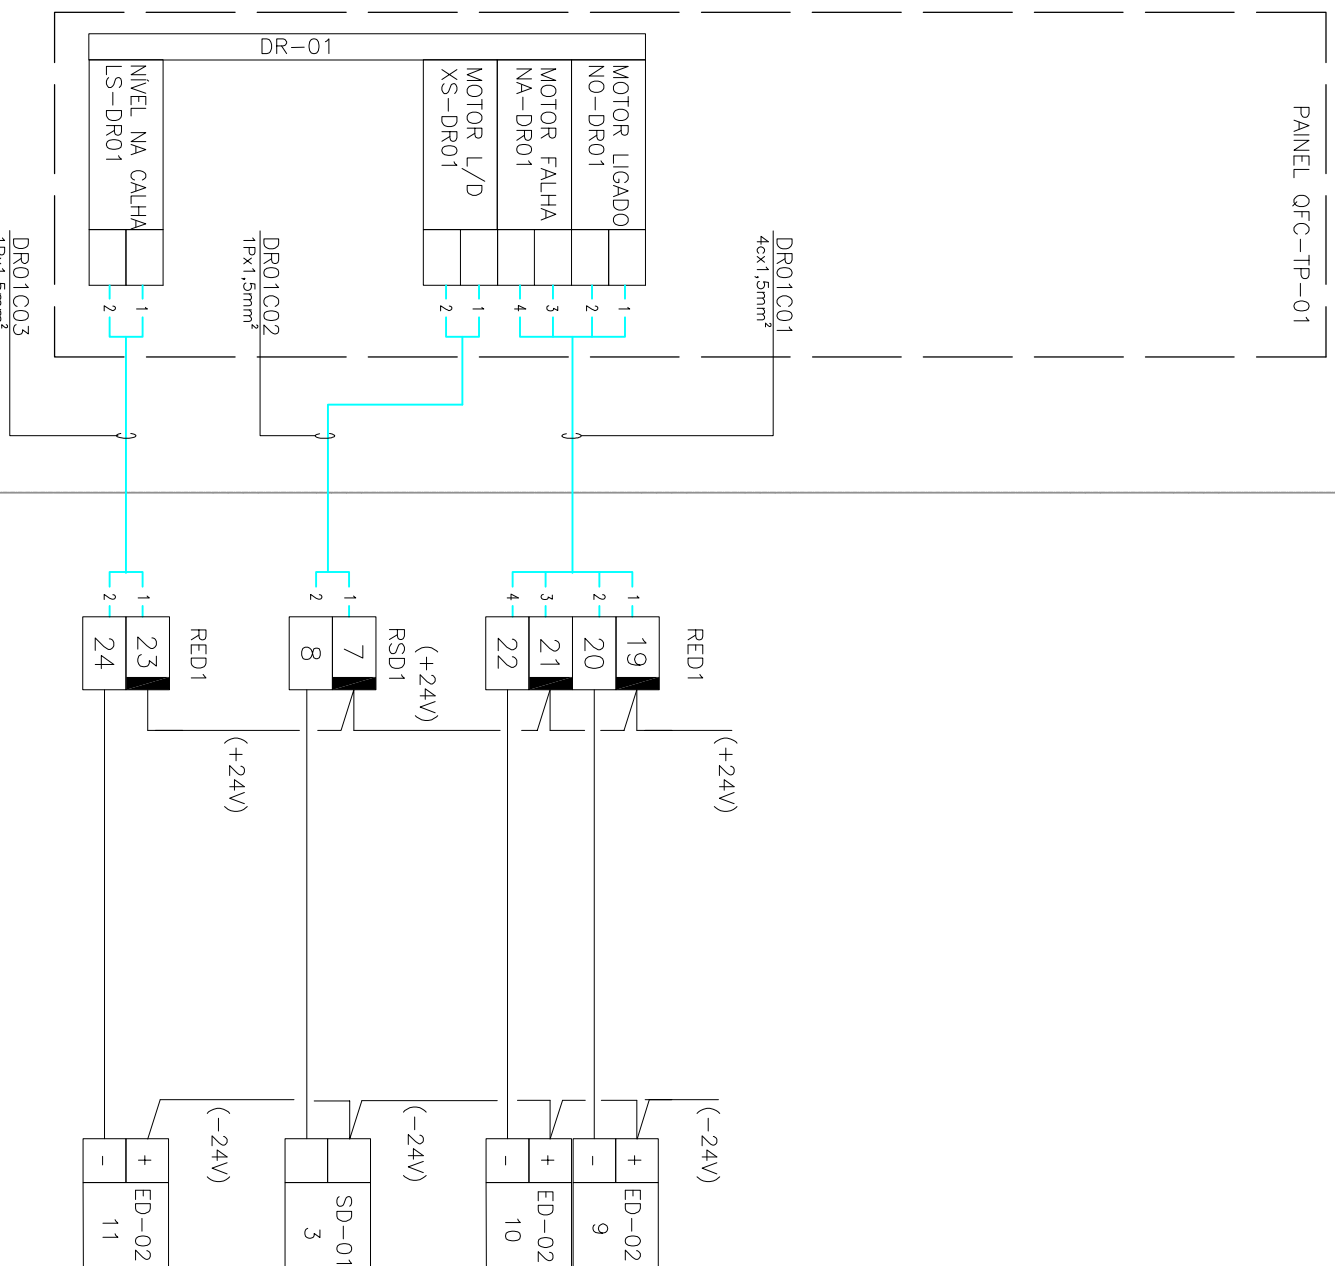 PAINEL QFC-TP-01
DR-01
MOTOR LIGADO
NO-DR01
MOTOR FALHA
NA-DR01
MOTOR L/D
XS-DR01
NÍVEL NA CALHA
LS-DR01
DR01C01
4cx1,5mm²
DR01C02
1Px1,5mm²
DR01C03
1Px1,5mm²
1
2
3
4
1
2
1
2
1
2
3
4
1
2
1
2
RED1
19
20
21
22
(+24V)
(+24V)
RSD1
7
8
RED1
23
24
(+24V)
(-24V)
(-24V)
(-24V)
+
-
ED-02
9
+
-
ED-02
10
SD-01
3
+
-
ED-02
11